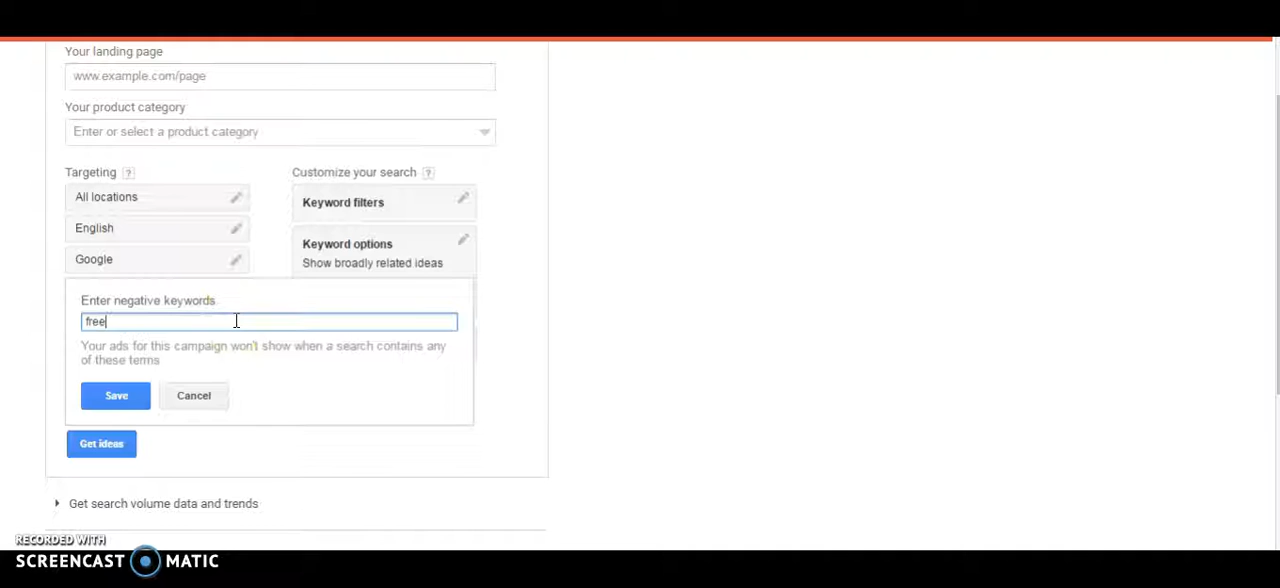 Your landing page
www.example.com/page
Your product category
Enter or select a product category
Targeting ?
Customize your search ?
All locations
Keyword filters
English
Keyword options
Show broadly related ideas
Google
Enter negative keywords
free
Your ads for this campaign won't show when a search contains any
of these terms
Save
Cancel
Get ideas
Get search volume data and trends
RECORDED WITH
SCREENCAST MATIC